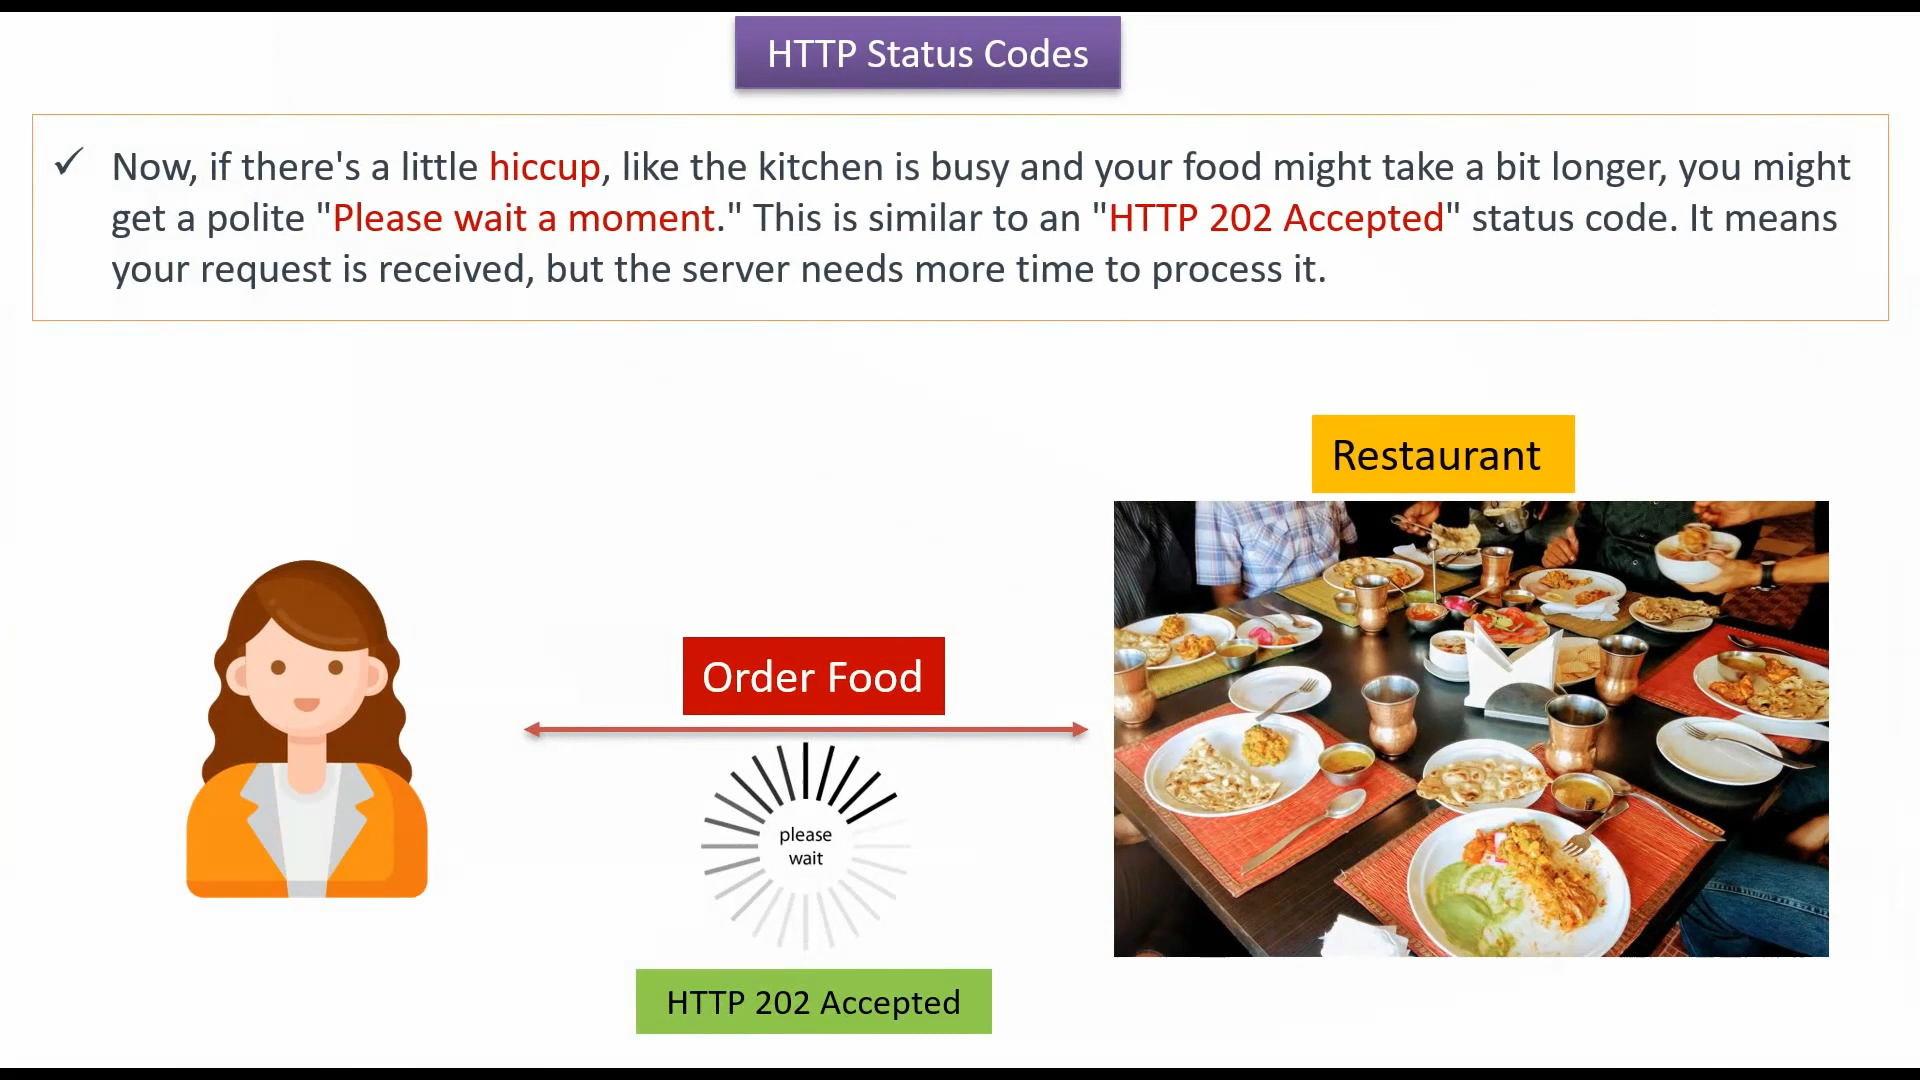 HTTP Status Codes
✓ Now, if there's a little hiccup, like the kitchen is busy and your food might take a bit longer, you might
get a polite "Please wait a moment." This is similar to an "HTTP 202 Accepted" status code. It means
your request is received, but the server needs more time to process it.
Restaurant
Order Food
please
wait
HTTP 202 Accepted